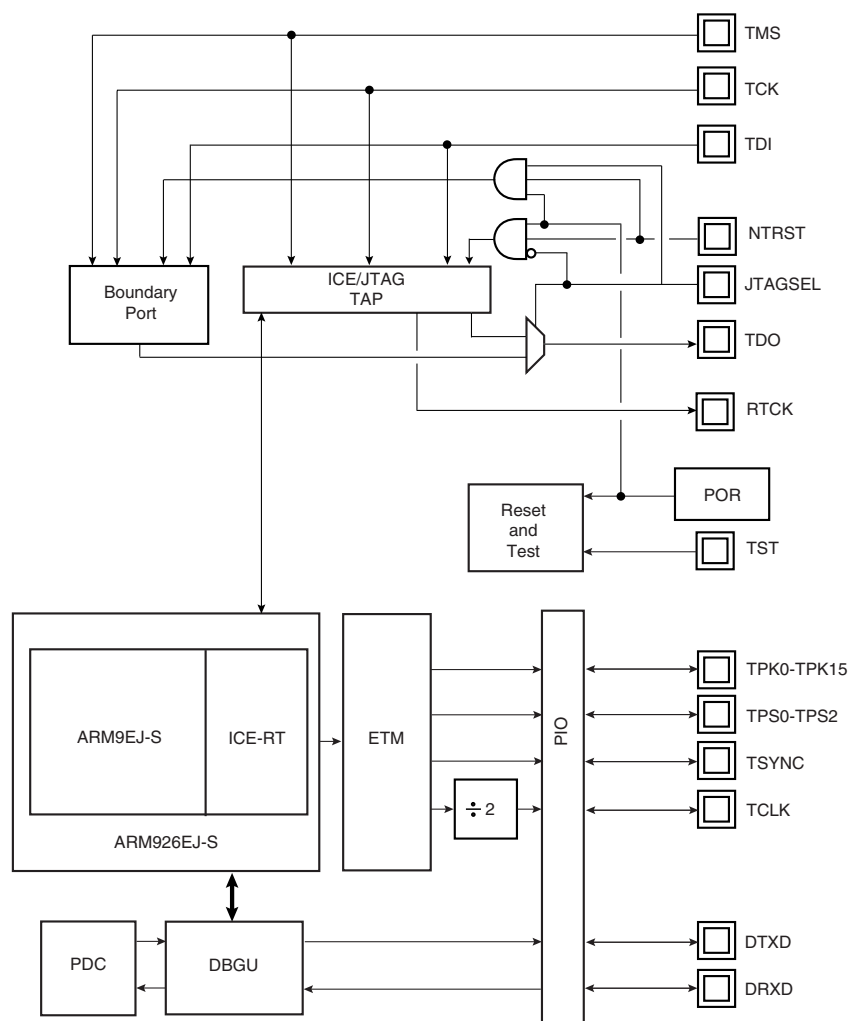 TMS
TCK
TDI
NTRST
JTAGSEL
Boundary
Port
ICE/JTAG
TAP
TDO
RTCK
Reset
and
Test
POR
TST
ARM9EJ-S
ICE-RT
ARM926EJ-S
ETM
÷ 2
PIO
TPK0-TPK15
TPS0-TPS2
TSYNC
TCLK
PDC
DBGU
DTXD
DRXD